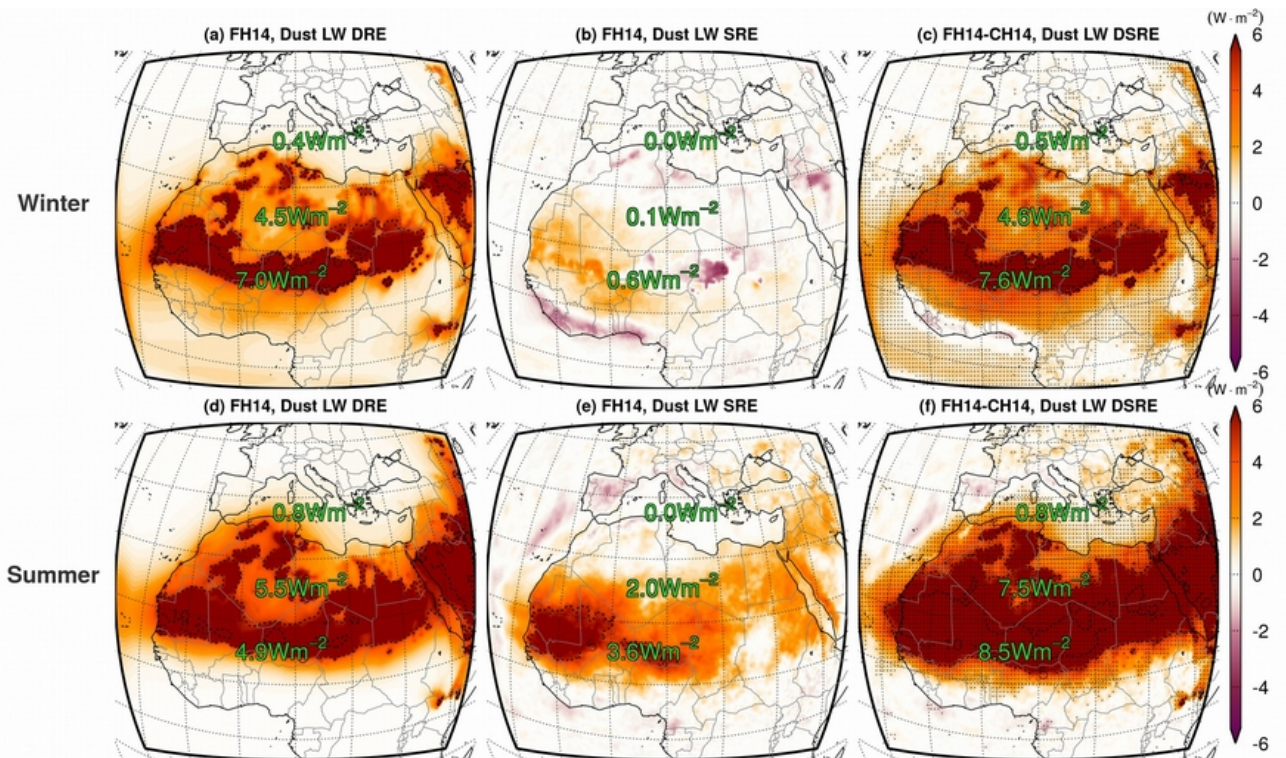 (W · m⁻²)
(a) FH14, Dust LW DRE
(b) FH14, Dust LW SRE
(c) FH14-CH14, Dust LW DSRE
6
4
2
0
-2
-4
-6
Winter
0.4Wm⁻²
4.5Wm⁻²
7.0Wm⁻²
0.0Wm⁻²
0.1Wm⁻²
0.6Wm⁻²
0.5Wm⁻²
4.6Wm⁻²
7.6Wm⁻²
(W · m⁻²)
(d) FH14, Dust LW DRE
(e) FH14, Dust LW SRE
(f) FH14-CH14, Dust LW DSRE
6
4
2
0
-2
-4
-6
Summer
0.8Wm⁻²
5.5Wm⁻²
4.9Wm⁻²
0.0Wm⁻²
2.0Wm⁻²
3.6Wm⁻²
0.8Wm⁻²
7.5Wm⁻²
8.5Wm⁻²